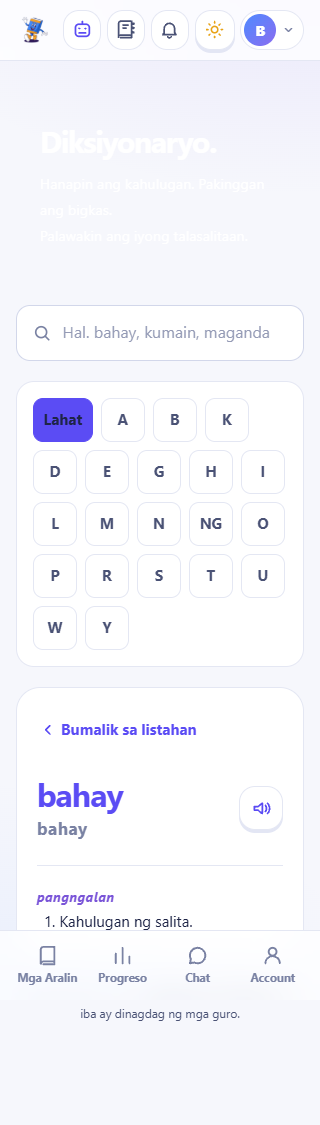 B
Diksiyonaryo.
Hanapin ang kahulugan. Pakinggan
ang bigkas.
Palawakin ang iyong talasalitaan.
Hal. bahay, kumain, maganda
Lahat A B K
D E G H I
L M N NG O
P R S T U
W Y
Bumalik sa listahan
bahay
bahay
pangngalan
1. Kahulugan ng salita.
Mga Aralin Progreso Chat Account
iba ay dinagdag ng mga guro.